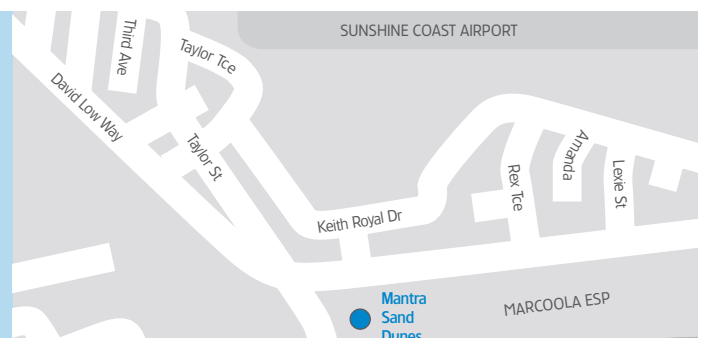 SUNSHINE COAST AIRPORT
Third Ave
Taylor Tce
David Low Way
Taylor St
Amanda
Rex Tce
Lexie St
Keith Royal Dr
Mantra
Sand
Dunes
MARCOOLA ESP